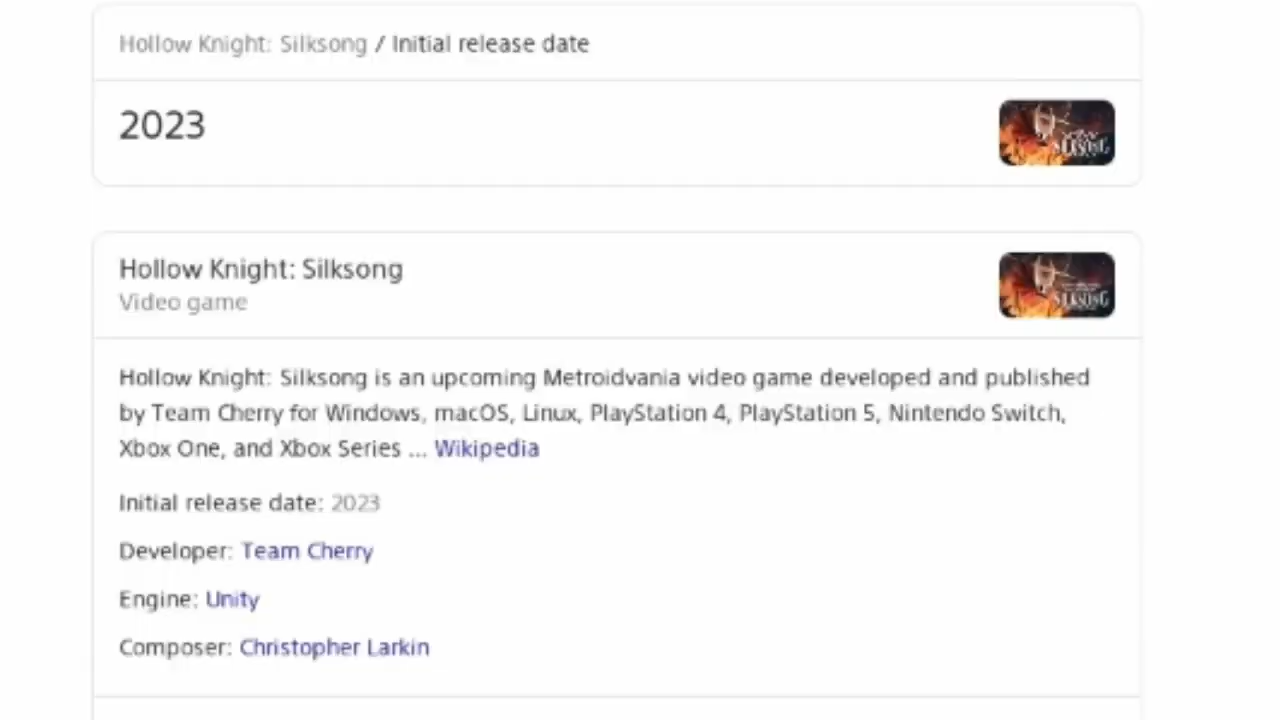 Hollow Knight: Silksong / Initial release date
2023
SILKSONG
Hollow Knight: Silksong
Video game
SILKSONG
Hollow Knight: Silksong is an upcoming Metroidvania video game developed and published
by Team Cherry for Windows, macOS, Linux, PlayStation 4, PlayStation 5, Nintendo Switch,
Xbox One, and Xbox Series ... Wikipedia
Initial release date: 2023
Developer: Team Cherry
Engine: Unity
Composer: Christopher Larkin